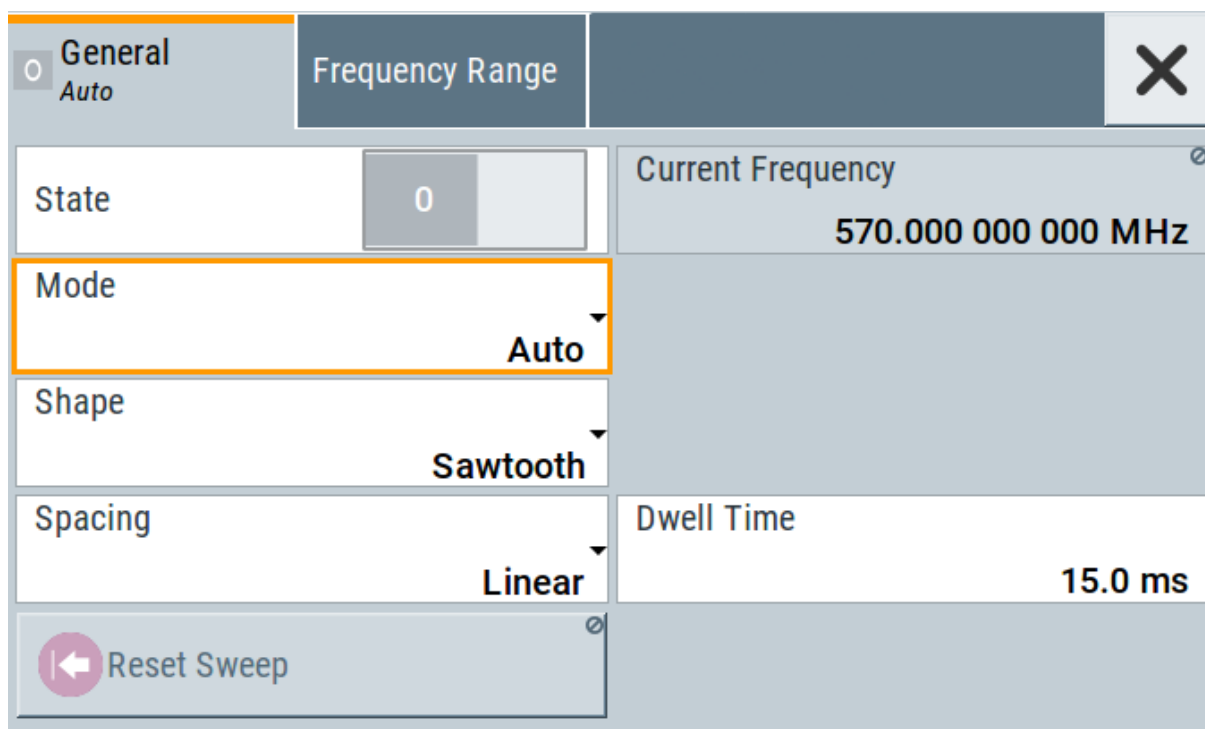 General
Auto
Frequency Range
State
0
Current Frequency
570.000 000 000 MHz
Mode
Auto
Shape
Sawtooth
Spacing
Linear
Dwell Time
15.0 ms
Reset Sweep